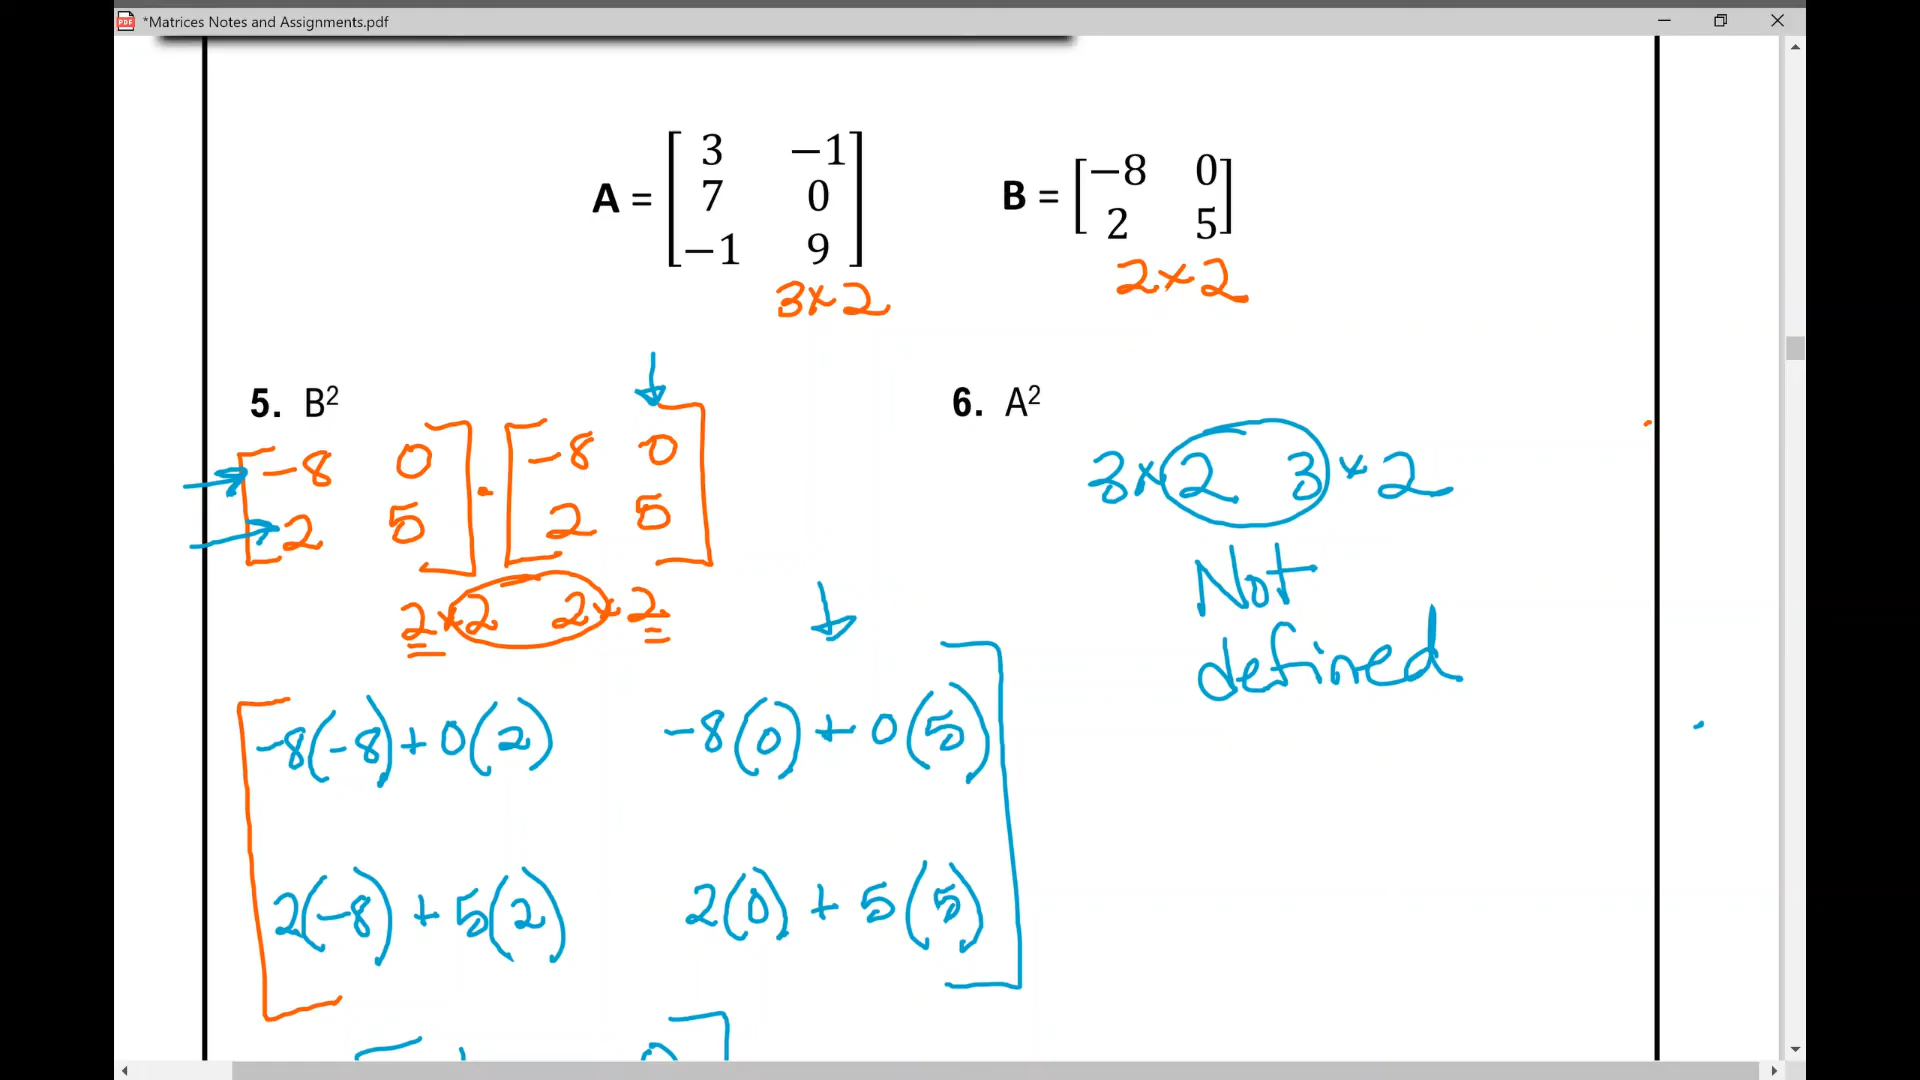 *Matrices Notes and Assignments.pdf
A = [3 −1
7 0
−1 9]
3×2
B = [−8 0
2 5]
2×2
5. B²
[-8 0
2 5] · [-8 0
2 5]
2×2 2×2
-8(-8)+0(2) -8(0)+0(5)
2(-8)+5(2) 2(0)+5(5)
6. A²
3×2 3×2
Not
defined